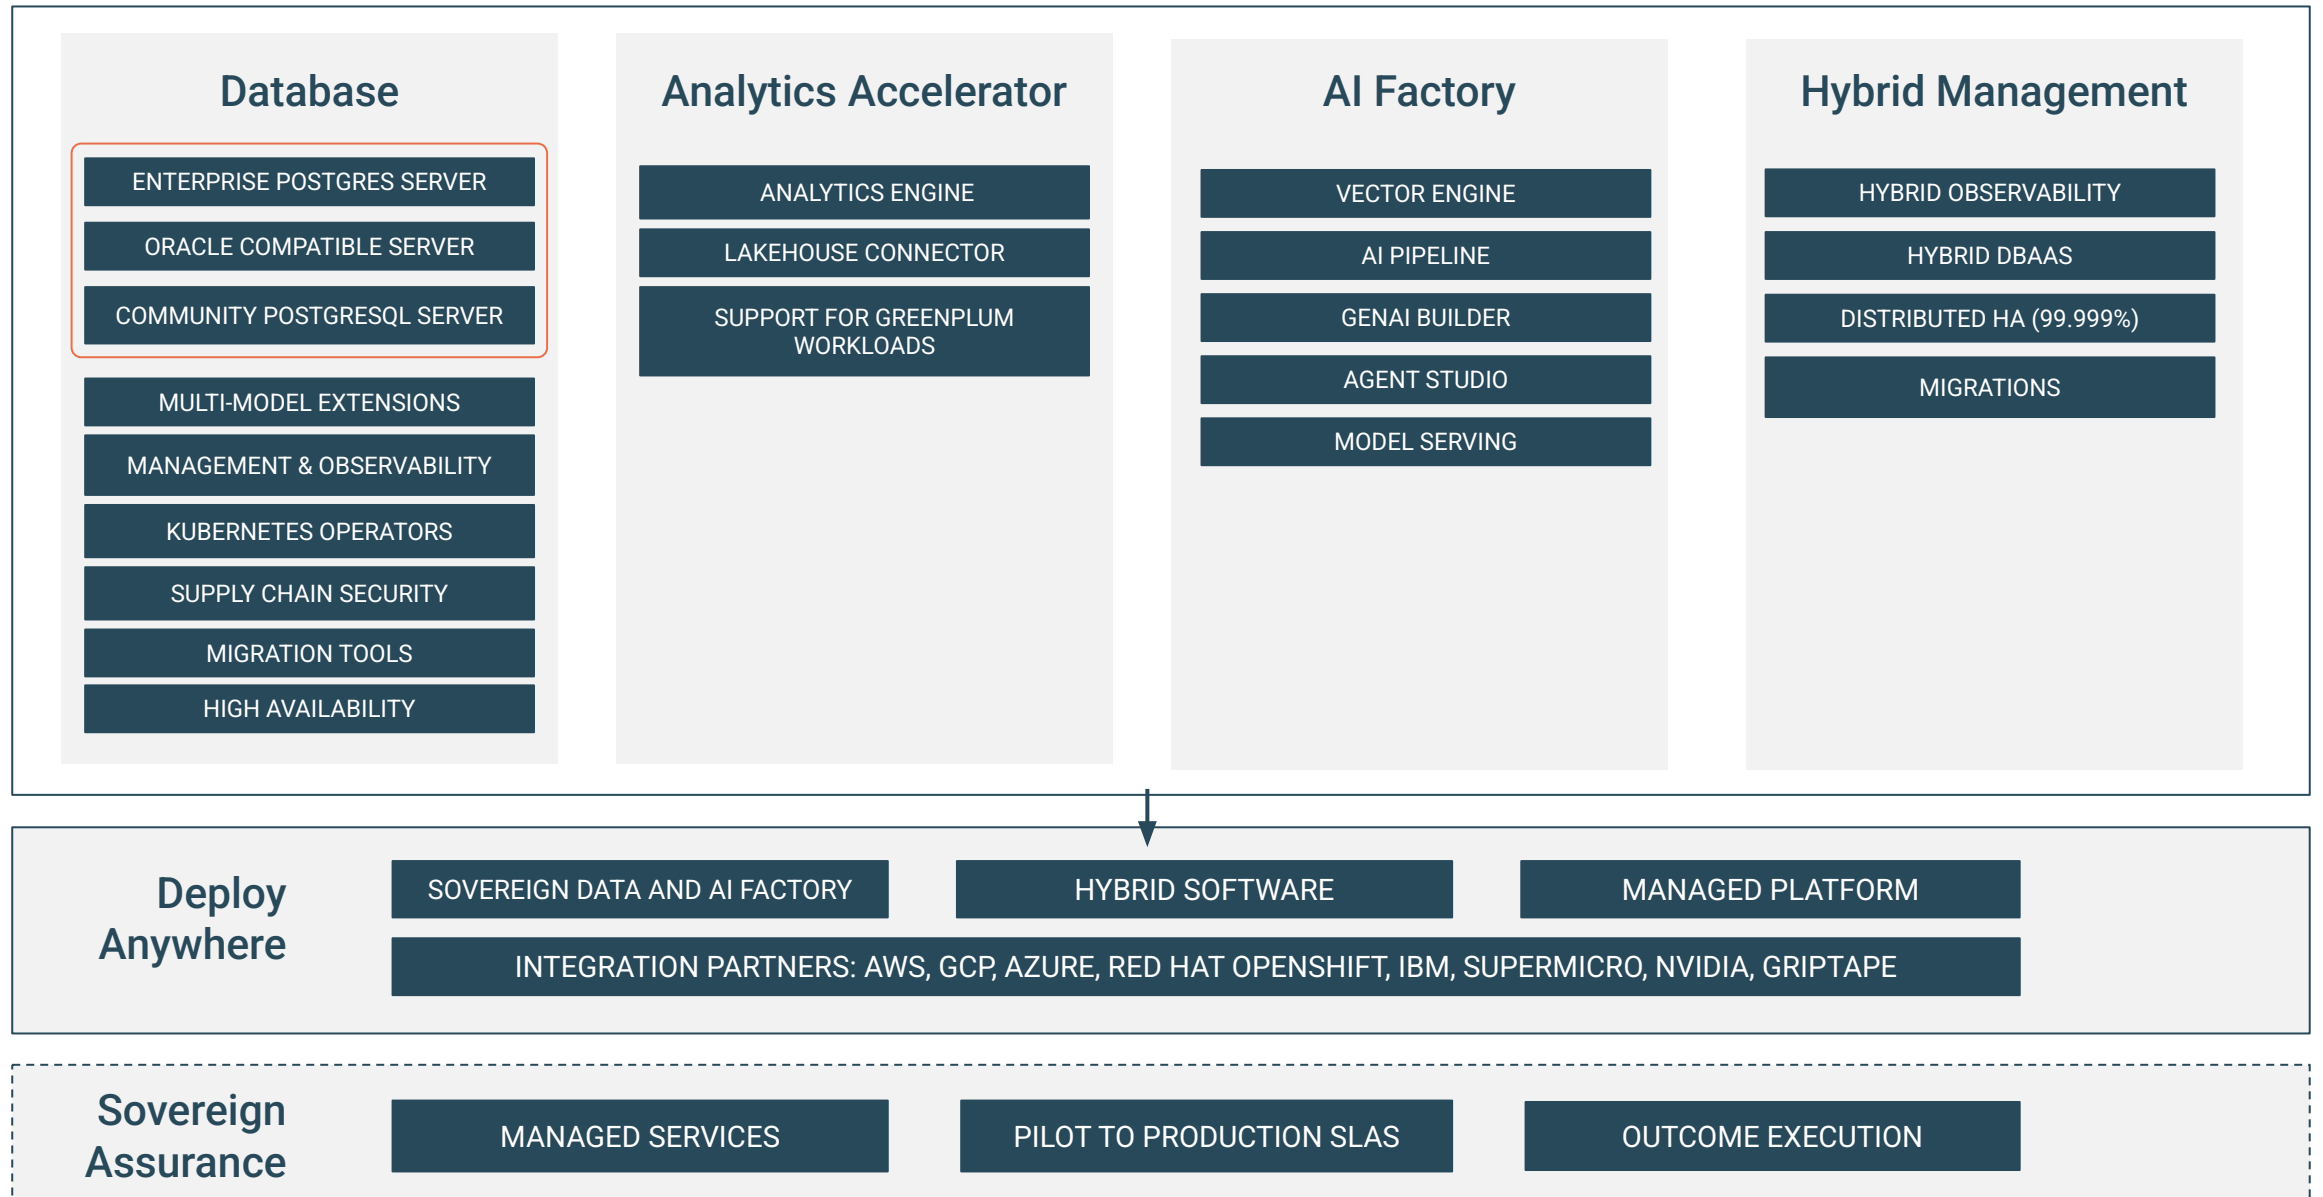 Database
ENTERPRISE POSTGRES SERVER
ORACLE COMPATIBLE SERVER
COMMUNITY POSTGRESQL SERVER
MULTI-MODEL EXTENSIONS
MANAGEMENT & OBSERVABILITY
KUBERNETES OPERATORS
SUPPLY CHAIN SECURITY
MIGRATION TOOLS
HIGH AVAILABILITY
Analytics Accelerator
ANALYTICS ENGINE
LAKEHOUSE CONNECTOR
SUPPORT FOR GREENPLUM
WORKLOADS
AI Factory
VECTOR ENGINE
AI PIPELINE
GENAI BUILDER
AGENT STUDIO
MODEL SERVING
Hybrid Management
HYBRID OBSERVABILITY
HYBRID DBAAS
DISTRIBUTED HA (99.999%)
MIGRATIONS
Deploy
Anywhere
SOVEREIGN DATA AND AI FACTORY
HYBRID SOFTWARE
MANAGED PLATFORM
INTEGRATION PARTNERS: AWS, GCP, AZURE, RED HAT OPENSHIFT, IBM, SUPERMICRO, NVIDIA, GRIPTAPE
Sovereign
Assurance
MANAGED SERVICES
PILOT TO PRODUCTION SLAS
OUTCOME EXECUTION